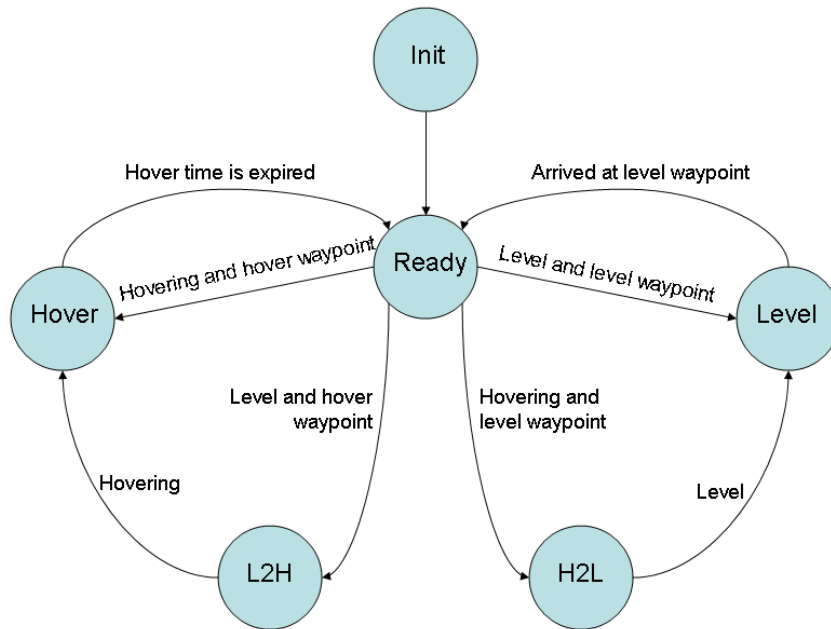 Init
Hover time is expired
Arrived at level waypoint
Hovering and hover waypoint
Ready
Level and level waypoint
Hover
Level
Level and hover
waypoint
Hovering and
level waypoint
Hovering
Level
L2H
H2L